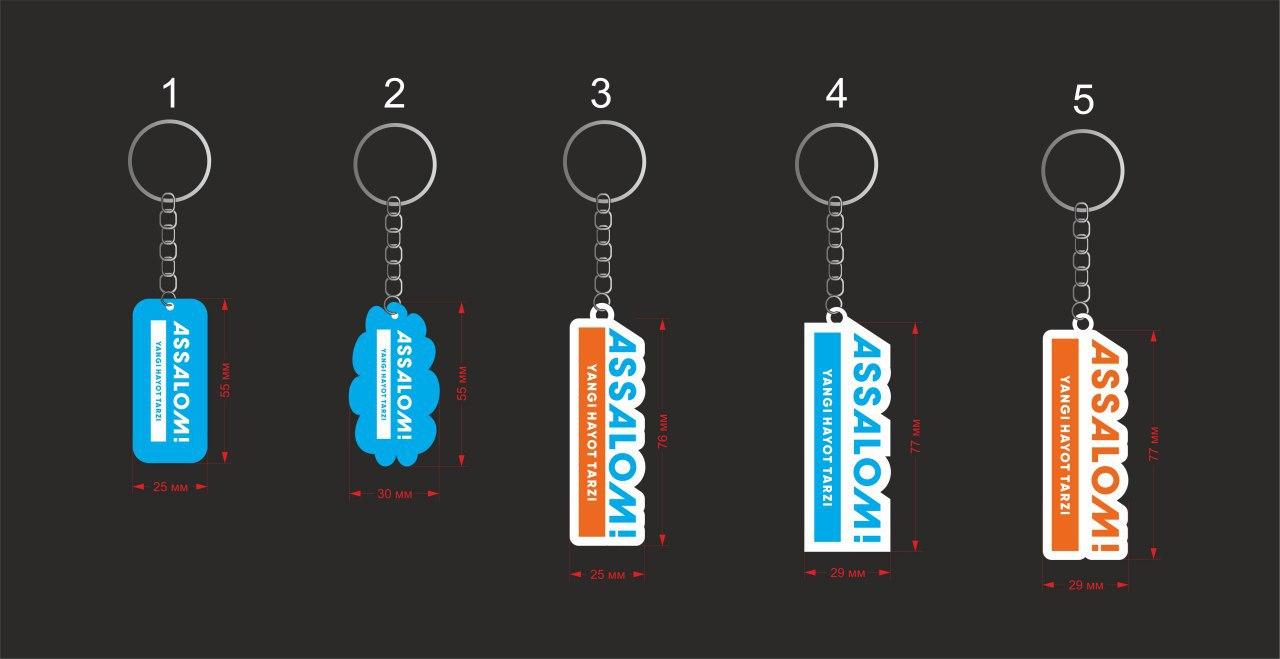 1
2
3
4
5
ASSALOM!
YANGI HAYOT TARZI
55 мм
25 мм
ASSALOM!
YANGI HAYOT TARZI
55 мм
30 мм
ASSALOM!
YANGI HAYOT TARZI
76 мм
25 мм
ASSALOM!
YANGI HAYOT TARZI
77 мм
29 мм
ASSALOM!
YANGI HAYOT TARZI
77 мм
29 мм